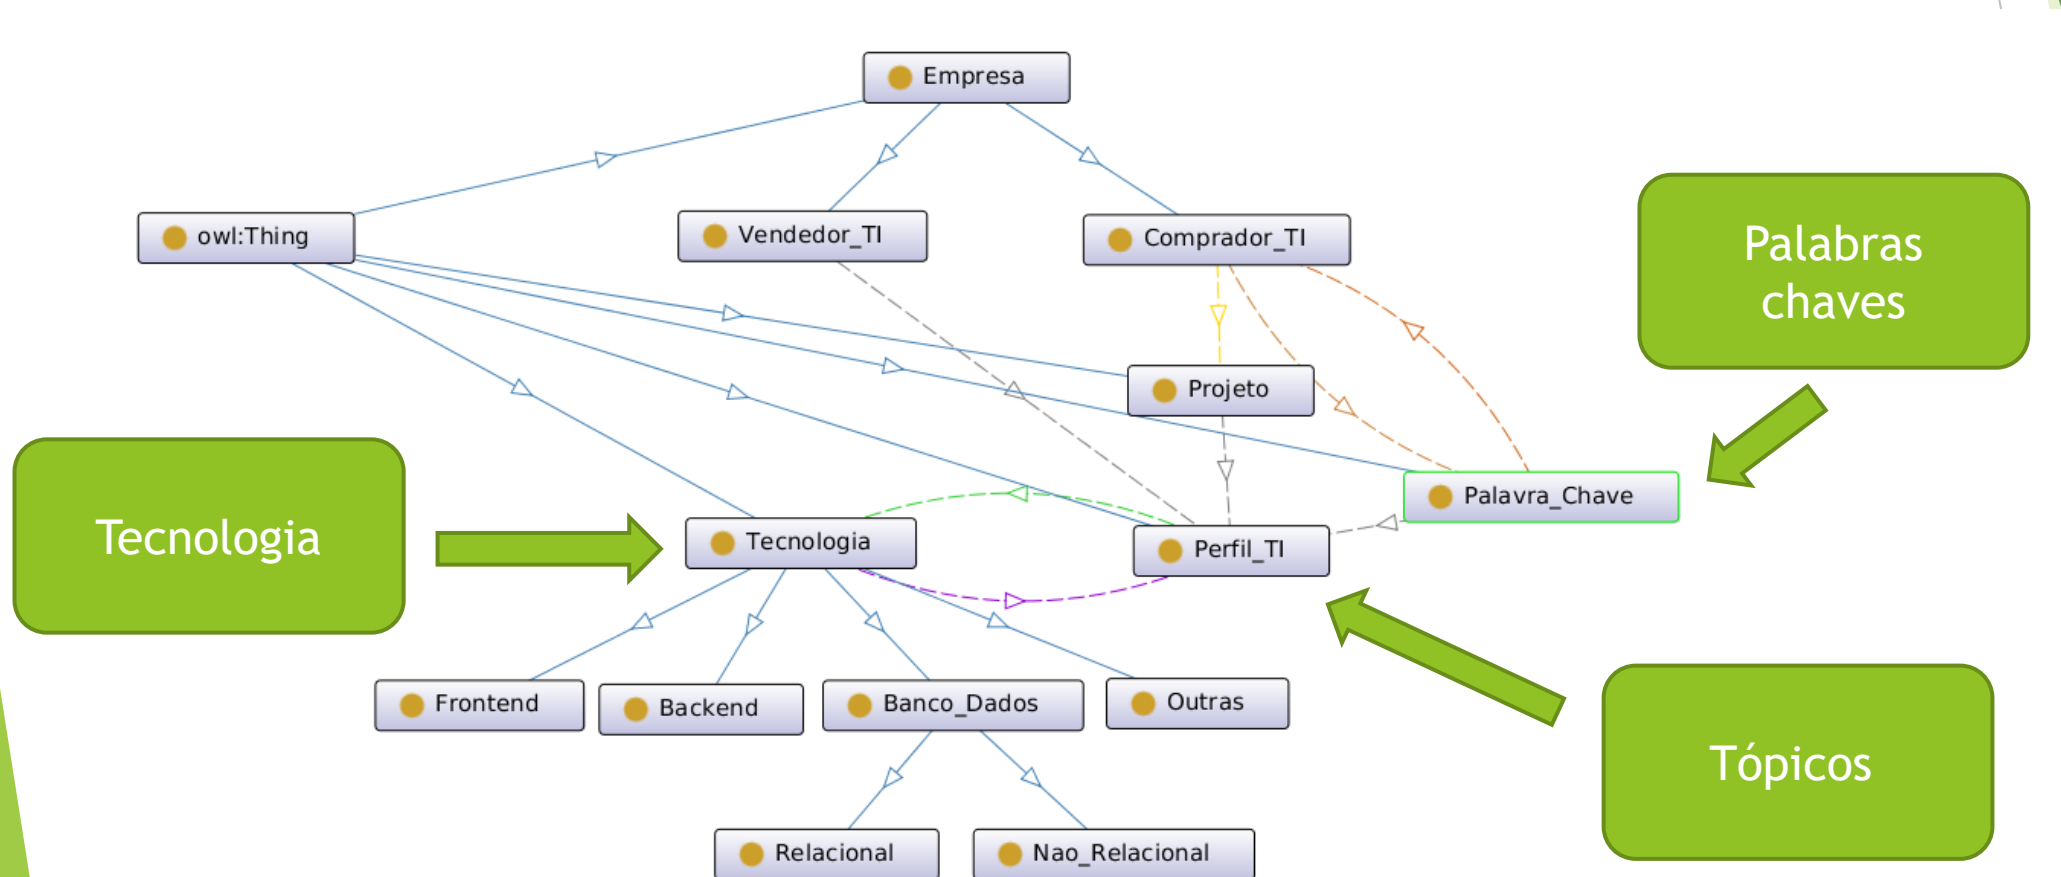 Empresa
owl:Thing
Vendedor_TI
Comprador_TI
Palabras
chaves
Projeto
Tecnologia
Palavra_Chave
Tecnologia
Perfil_TI
Frontend
Backend
Banco_Dados
Outras
Tópicos
Relacional
Nao_Relacional